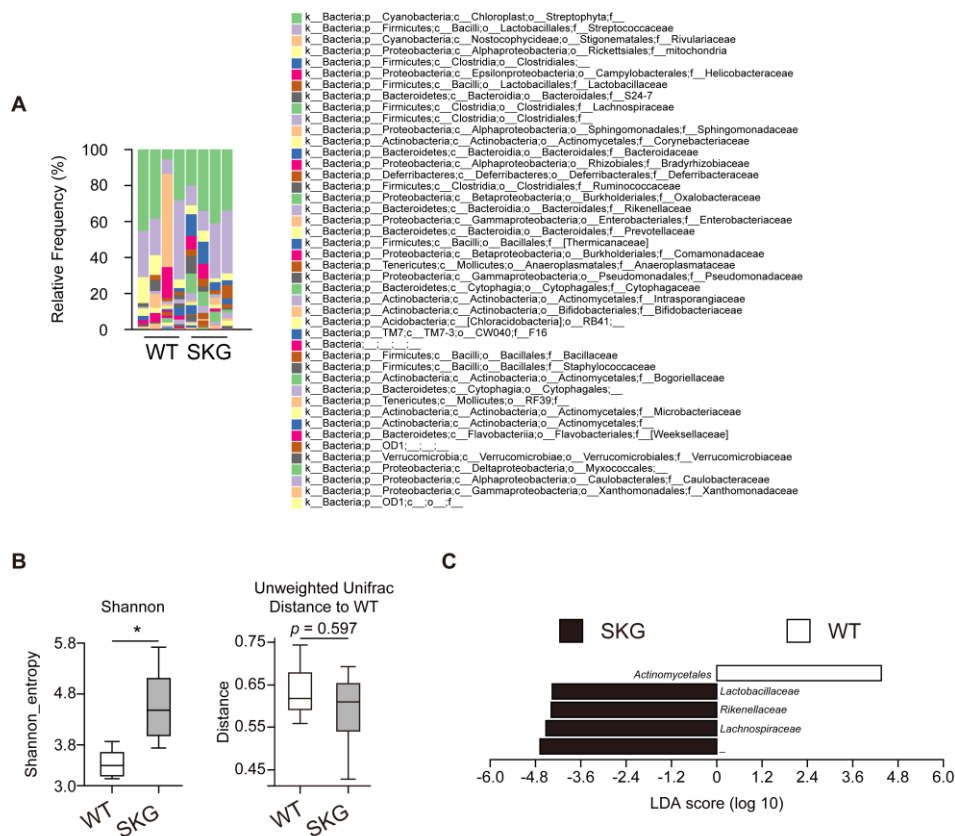 A
Relative Frequency (%)
100
80
60
40
20
0
WT SKG
k__Bacteria;p__Cyanobacteria;c__Chloroplast;o__Streptophyta;f__
k__Bacteria;p__Firmicutes;c__Bacilli;o__Lactobacillales;f__Streptococcaceae
k__Bacteria;p__Cyanobacteria;c__Nostocophycideae;o__Stigonematales;f__Rivulariaceae
k__Bacteria;p__Proteobacteria;c__Alphaproteobacteria;o__Rickettsiales;f__mitochondria
k__Bacteria;p__Firmicutes;c__Clostridia;o__Clostridiales;__
k__Bacteria;p__Proteobacteria;c__Epsilonproteobacteria;o__Campylobacterales;f__Helicobacteraceae
k__Bacteria;p__Firmicutes;c__Bacilli;o__Lactobacillales;f__Lactobacillaceae
k__Bacteria;p__Bacteroidetes;c__Bacteroidia;o__Bacteroidales;f__S24-7
k__Bacteria;p__Firmicutes;c__Clostridia;o__Clostridiales;f__Lachnospiraceae
k__Bacteria;p__Firmicutes;c__Clostridia;o__Clostridiales;f__
k__Bacteria;p__Proteobacteria;c__Alphaproteobacteria;o__Sphingomonadales;f__Sphingomonadaceae
k__Bacteria;p__Actinobacteria;c__Actinobacteria;o__Actinomycetales;f__Corynebacteriaceae
k__Bacteria;p__Bacteroidetes;c__Bacteroidia;o__Bacteroidales;f__Bacteroidaceae
k__Bacteria;p__Proteobacteria;c__Alphaproteobacteria;o__Rhizobiales;f__Bradyrhizobiaceae
k__Bacteria;p__Deferribacteres;c__Deferribacteres;o__Deferribacterales;f__Deferribacteraceae
k__Bacteria;p__Firmicutes;c__Clostridia;o__Clostridiales;f__Ruminococcaceae
k__Bacteria;p__Proteobacteria;c__Betaproteobacteria;o__Burkholderiales;f__Oxalobacteraceae
k__Bacteria;p__Bacteroidetes;c__Bacteroidia;o__Bacteroidales;f__Rikenellaceae
k__Bacteria;p__Proteobacteria;c__Gammaproteobacteria;o__Enterobacteriales;f__Enterobacteriaceae
k__Bacteria;p__Bacteroidetes;c__Bacteroidia;o__Bacteroidales;f__Prevotellaceae
k__Bacteria;p__Firmicutes;c__Bacilli;o__Bacillales;f__[Thermicanaceae]
k__Bacteria;p__Proteobacteria;c__Betaproteobacteria;o__Burkholderiales;f__Comamonadaceae
k__Bacteria;p__Tenericutes;c__Mollicutes;o__Anaeroplasmatales;f__Anaeroplasmataceae
k__Bacteria;p__Proteobacteria;c__Gammaproteobacteria;o__Pseudomonadales;f__Pseudomonadaceae
k__Bacteria;p__Bacteroidetes;c__Cytophagia;o__Cytophagales;f__Cytophagaceae
k__Bacteria;p__Actinobacteria;c__Actinobacteria;o__Actinomycetales;f__Intrasporangiaceae
k__Bacteria;p__Actinobacteria;c__Actinobacteria;o__Bifidobacteriales;f__Bifidobacteriaceae
k__Bacteria;p__Acidobacteria;c__[Chloracidobacteria];o__RB41;__
k__Bacteria;p__TM7;c__TM7-3;o__CW040;f__F16
k__Bacteria;__;__;__;__
k__Bacteria;p__Firmicutes;c__Bacilli;o__Bacillales;f__Bacillaceae
k__Bacteria;p__Firmicutes;c__Bacilli;o__Bacillales;f__Staphylococcaceae
k__Bacteria;p__Actinobacteria;c__Actinobacteria;o__Actinomycetales;f__Bogoriellaceae
k__Bacteria;p__Bacteroidetes;c__Cytophagia;o__Cytophagales;__
k__Bacteria;p__Tenericutes;c__Mollicutes;o__RF39;f__
k__Bacteria;p__Actinobacteria;c__Actinobacteria;o__Actinomycetales;f__Microbacteriaceae
k__Bacteria;p__Actinobacteria;c__Actinobacteria;o__Actinomycetales;f__
k__Bacteria;p__Bacteroidetes;c__Flavobacteriia;o__Flavobacteriales;f__[Weeksellaceae]
k__Bacteria;p__OD1;__;__;__
k__Bacteria;p__Verrucomicrobia;c__Verrucomicrobiae;o__Verrucomicrobiales;f__Verrucomicrobiaceae
k__Bacteria;p__Proteobacteria;c__Deltaproteobacteria;o__Myxococcales;__
k__Bacteria;p__Proteobacteria;c__Alphaproteobacteria;o__Caulobacterales;f__Caulobacteraceae
k__Bacteria;p__Proteobacteria;c__Gammaproteobacteria;o__Xanthomonadales;f__Xanthomonadaceae
k__Bacteria;p__OD1;c__;o__;f__
B
Shannon
*
Shannon_entropy
5.8
4.8
3.8
3.0
WT SKG
Unweighted Unifrac
Distance to WT
p = 0.597
Distance
0.75
0.65
0.55
0.45
WT SKG
C
SKG WT
Actinomycetales
Lactobacillaceae
Rikenellaceae
Lachnospiraceae
_
-6.0 -4.8 -3.6 -2.4 -1.2 0 1.2 2.4 3.6 4.8 6.0
LDA score (log 10)